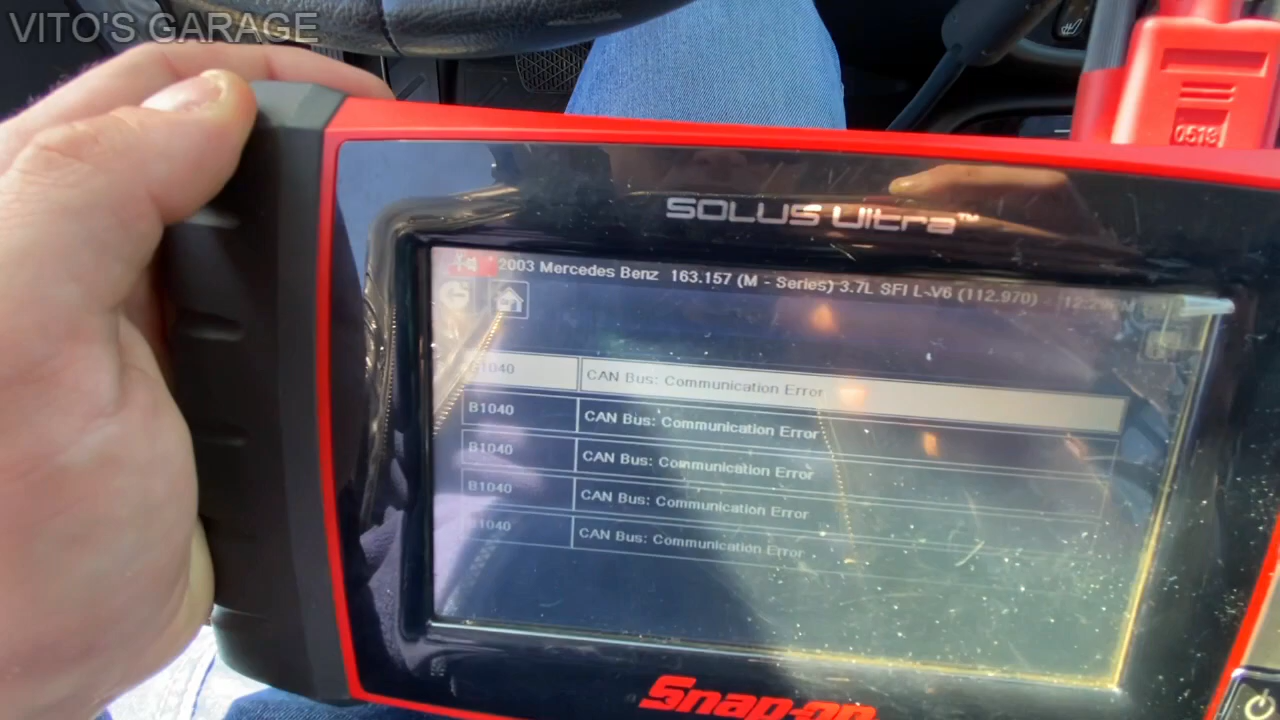 VITO'S GARAGE
0513
SOLUS Ultra™
2003 Mercedes Benz 163.157 (M - Series) 3.7L SFI L-V6 (112.970)
B1040 CAN Bus: Communication Error
B1040 CAN Bus: Communication Error
B1040 CAN Bus: Communication Error
B1040 CAN Bus: Communication Error
B1040 CAN Bus: Communication Error
Snap-on